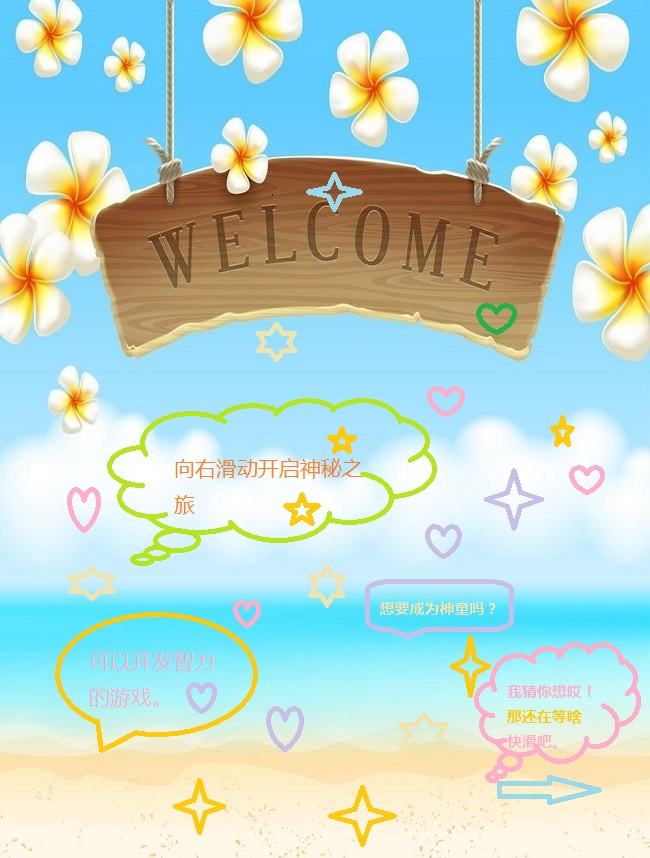 WELCOME
向右滑动开启神秘之
旅
想要成为神童吗？
可以开发智力
的游戏。
我猜你想哎！
那还在等啥
快滑吧。